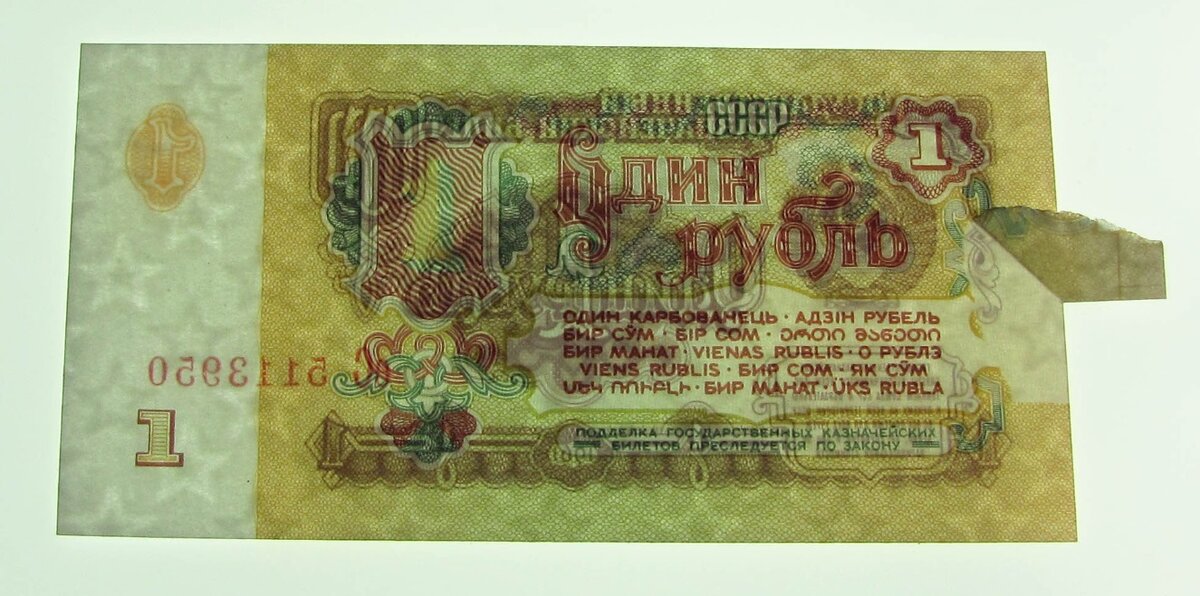 СССР
1
Один
рубль
ОДИН КАРБОВАНЕЦЬ · АДЗІН РУБЕЛЬ
БИР СЎМ · БІР СОМ · ᲔᲠᲗᲘ ᲛᲐᲜᲔᲗᲘ
БИР МАНАТ · VIENAS RUBLIS · О РУБЛЭ
VIENS RUBLIS · БИР СОМ · ЯК СЎМ
ՄԵԿ ՌՈՒԲԼԻ · БИР МАНАТ · ÜKS RUBLA
5113950
1
ПОДДЕЛКА ГОСУДАРСТВЕННЫХ КАЗНАЧЕЙСКИХ
БИЛЕТОВ ПРЕСЛЕДУЕТСЯ ПО ЗАКОНУ
1961